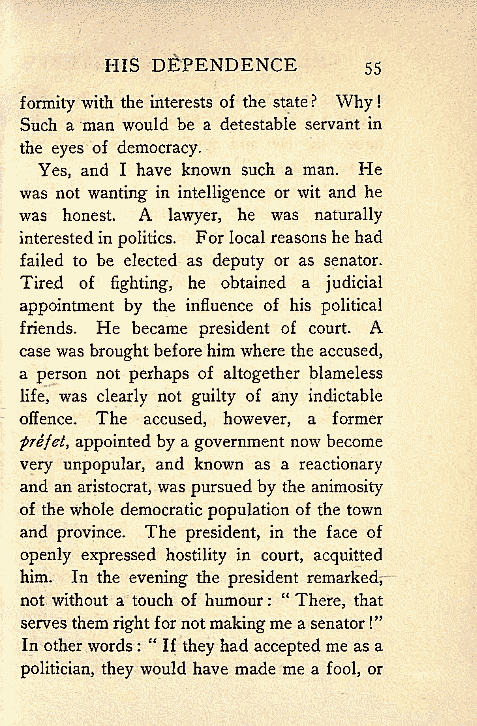 HIS DEPENDENCE 55
formity with the interests of the state? Why!
Such a man would be a detestable servant in
the eyes of democracy.
Yes, and I have known such a man. He
was not wanting in intelligence or wit and he
was honest. A lawyer, he was naturally
interested in politics. For local reasons he had
failed to be elected as deputy or as senator.
Tired of fighting, he obtained a judicial
appointment by the influence of his political
friends. He became president of court. A
case was brought before him where the accused,
a person not perhaps of altogether blameless
life, was clearly not guilty of any indictable
offence. The accused, however, a former
préfet, appointed by a government now become
very unpopular, and known as a reactionary
and an aristocrat, was pursued by the animosity
of the whole democratic population of the town
and province. The president, in the face of
openly expressed hostility in court, acquitted
him. In the evening the president remarked,
not without a touch of humour: “ There, that
serves them right for not making me a senator!”
In other words: “ If they had accepted me as a
politician, they would have made me a fool, or